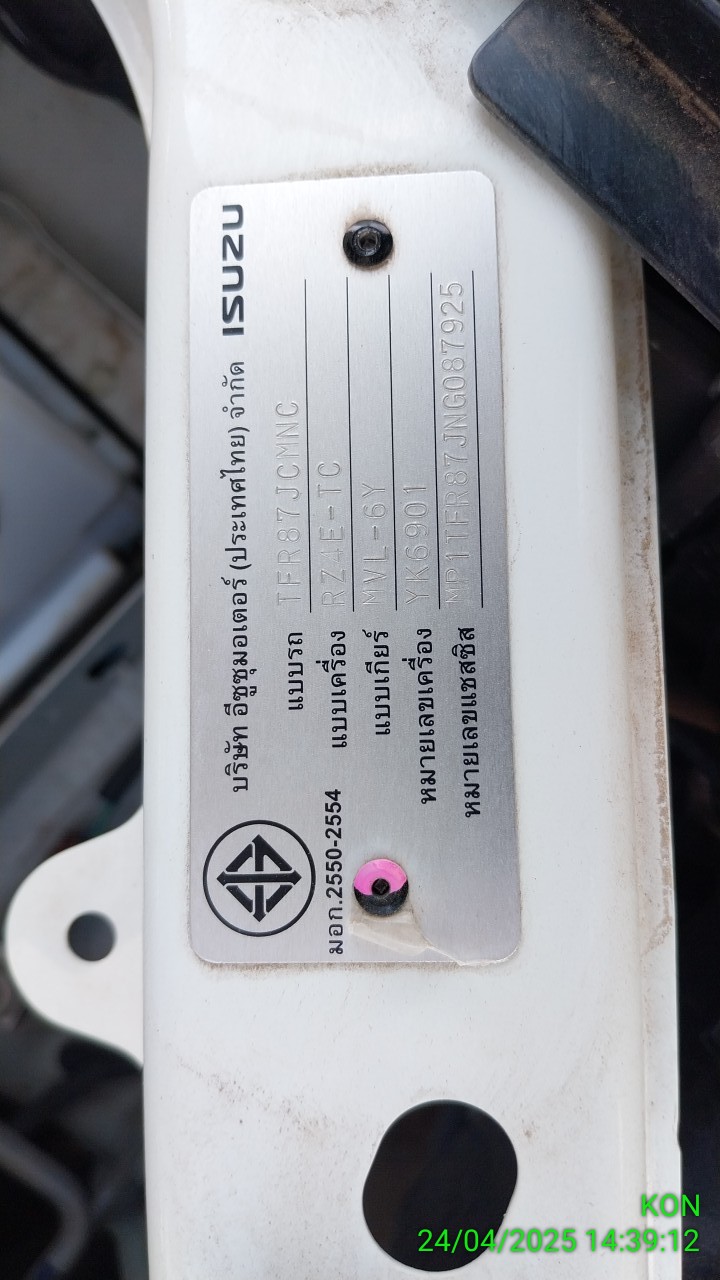 บริษัท อีซูซุมอเตอร์ (ประเทศไทย) จำกัด ISUZU
แบบรถ TFR87JCMNC
แบบเครื่อง RZ4E-TC
แบบเกียร์ MVL-6Y
หมายเลขเครื่อง YK6901
หมายเลขแชสซิส MP1TFR87JNG087925
มอก.2550-2554
KON
24/04/2025 14:39:12